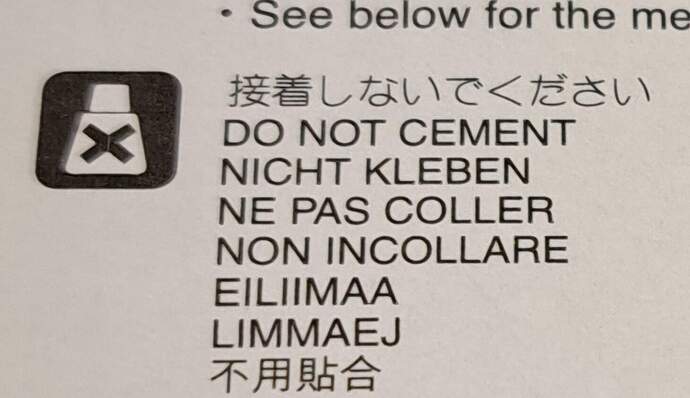 • See below for the me
接着しないでください
DO NOT CEMENT
NICHT KLEBEN
NE PAS COLLER
NON INCOLLARE
EILIIMAA
LIMMAEJ
不用貼合